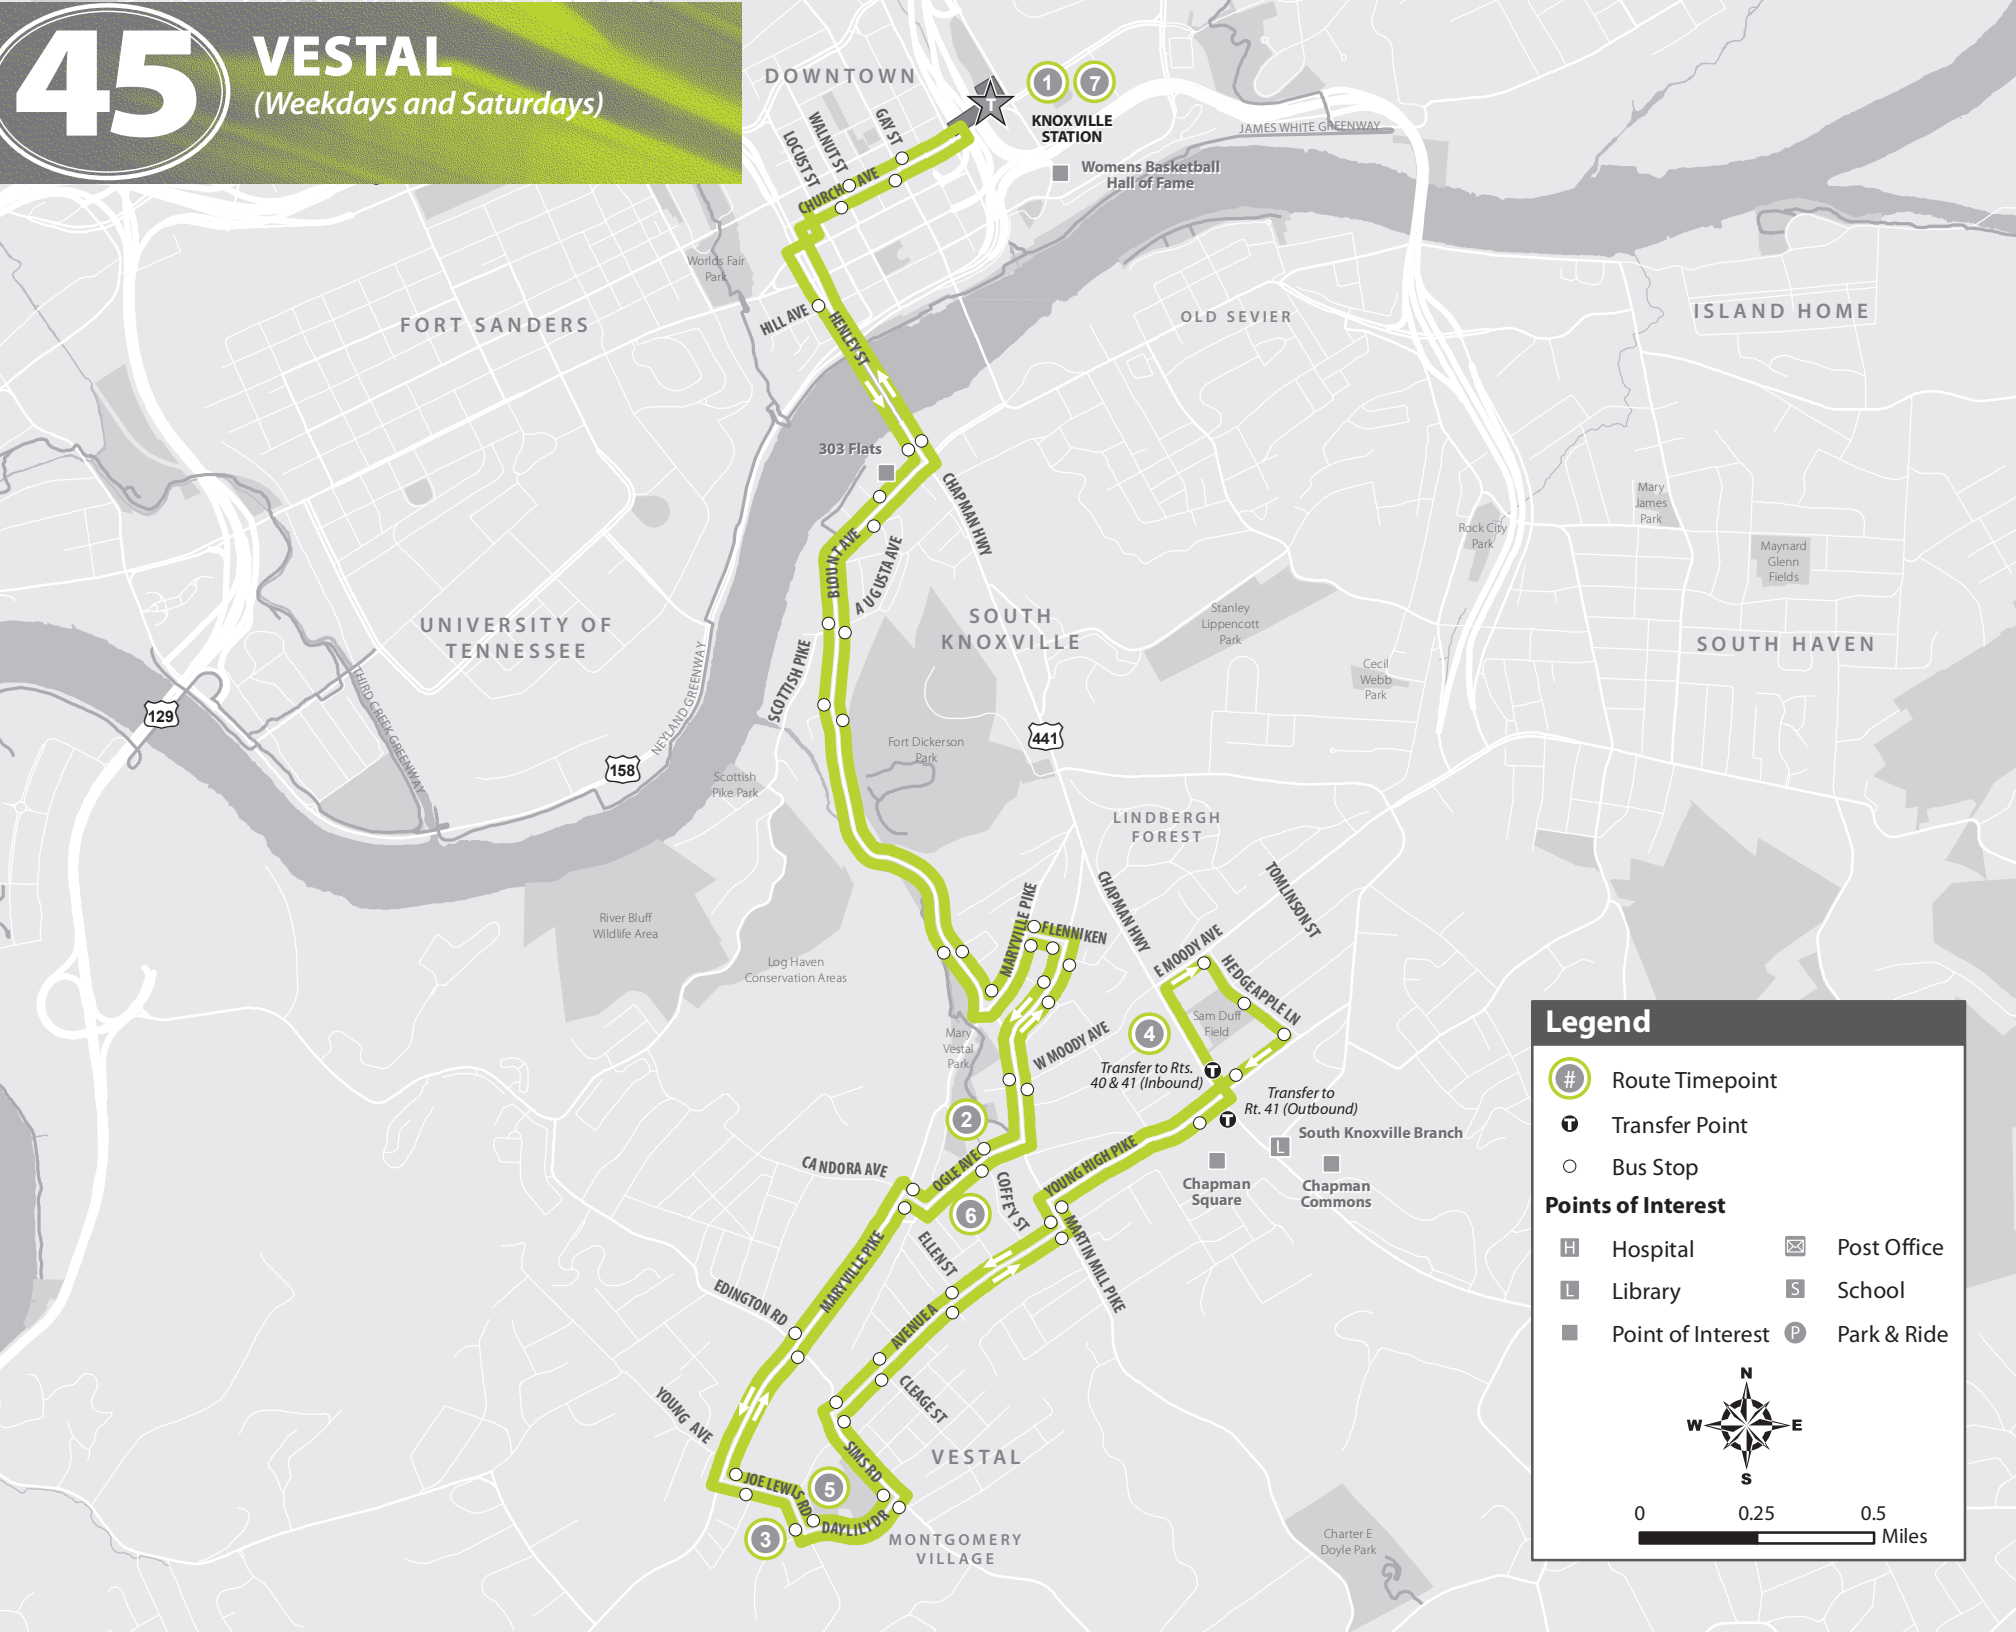 45
VESTAL
(Weekdays and Saturdays)
DOWNTOWN
1
7
T
KNOXVILLE
STATION
JAMES WHITE GREENWAY
Womens Basketball
Hall of Fame
GAY ST
WALNUT ST
LOCUST ST
CHURCH AVE
Worlds Fair
Park
HILL AVE
HENLEY ST
FORT SANDERS
OLD SEVIER
ISLAND HOME
303 Flats
CHAPMAN HWY
BLOUNT AVE
AUGUSTA AVE
Mary
James
Park
Rock City
Park
Maynard
Glenn
Fields
UNIVERSITY OF
TENNESSEE
SOUTH
KNOXVILLE
Stanley
Lippencott
Park
SOUTH HAVEN
Cecil
Webb
Park
SCOTTISH PIKE
THIRD CREEK GREENWAY
NEYLAND GREENWAY
129
158
441
Fort Dickerson
Park
Scottish
Pike Park
LINDBERGH
FOREST
River Bluff
Wildlife Area
Log Haven
Conservation Areas
MARYVILLE PIKE
FLENNIKEN
CHAPMAN HWY
TOMLINSON ST
E MOODY AVE
HEDGEAPPLE LN
Sam Duff
Field
Mary
Vestal
Park
W MOODY AVE
4
Transfer to Rts.
40 & 41 (Inbound)
T
Transfer to
Rt. 41 (Outbound)
T
South Knoxville Branch
L
Chapman
Square
Chapman
Commons
2
CANDORA AVE
OGLE AVE
6
COFFEY ST
YOUNG HIGH PIKE
MARTIN MILL PIKE
ELLEN ST
MARYVILLE PIKE
EDINGTON RD
AVENUE A
CLEAGE ST
YOUNG AVE
SIMS RD
VESTAL
JOE LEWIS RD
5
3
DAYLILY DR
MONTGOMERY
VILLAGE
Charter E
Doyle Park
Legend
# Route Timepoint
T Transfer Point
Bus Stop
Points of Interest
H Hospital
Post Office
L Library
S School
Point of Interest
P Park & Ride
N
W E
S
0 0.25 0.5
Miles